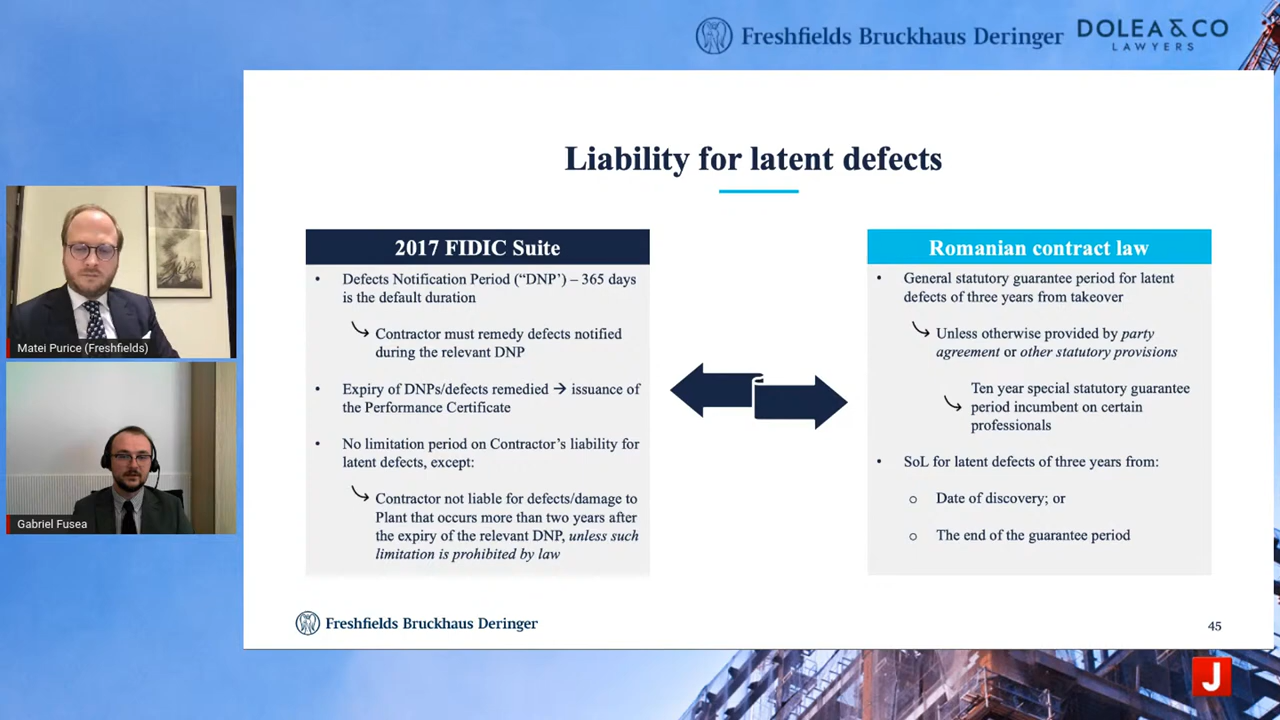 Freshfields Bruckhaus Deringer
DOLEA & CO
LAWYERS
Liability for latent defects
2017 FIDIC Suite
• Defects Notification Period (“DNP’) – 365 days
is the default duration
Contractor must remedy defects notified
during the relevant DNP
• Expiry of DNPs/defects remedied → issuance of
the Performance Certificate
• No limitation period on Contractor’s liability for
latent defects, except:
Contractor not liable for defects/damage to
Plant that occurs more than two years after
the expiry of the relevant DNP, unless such
limitation is prohibited by law
Romanian contract law
• General statutory guarantee period for latent
defects of three years from takeover
Unless otherwise provided by party
agreement or other statutory provisions
Ten year special statutory guarantee
period incumbent on certain
professionals
• SoL for latent defects of three years from:
o Date of discovery; or
o The end of the guarantee period
Matei Purice (Freshfields)
Gabriel Fusea
Freshfields Bruckhaus Deringer
45
J